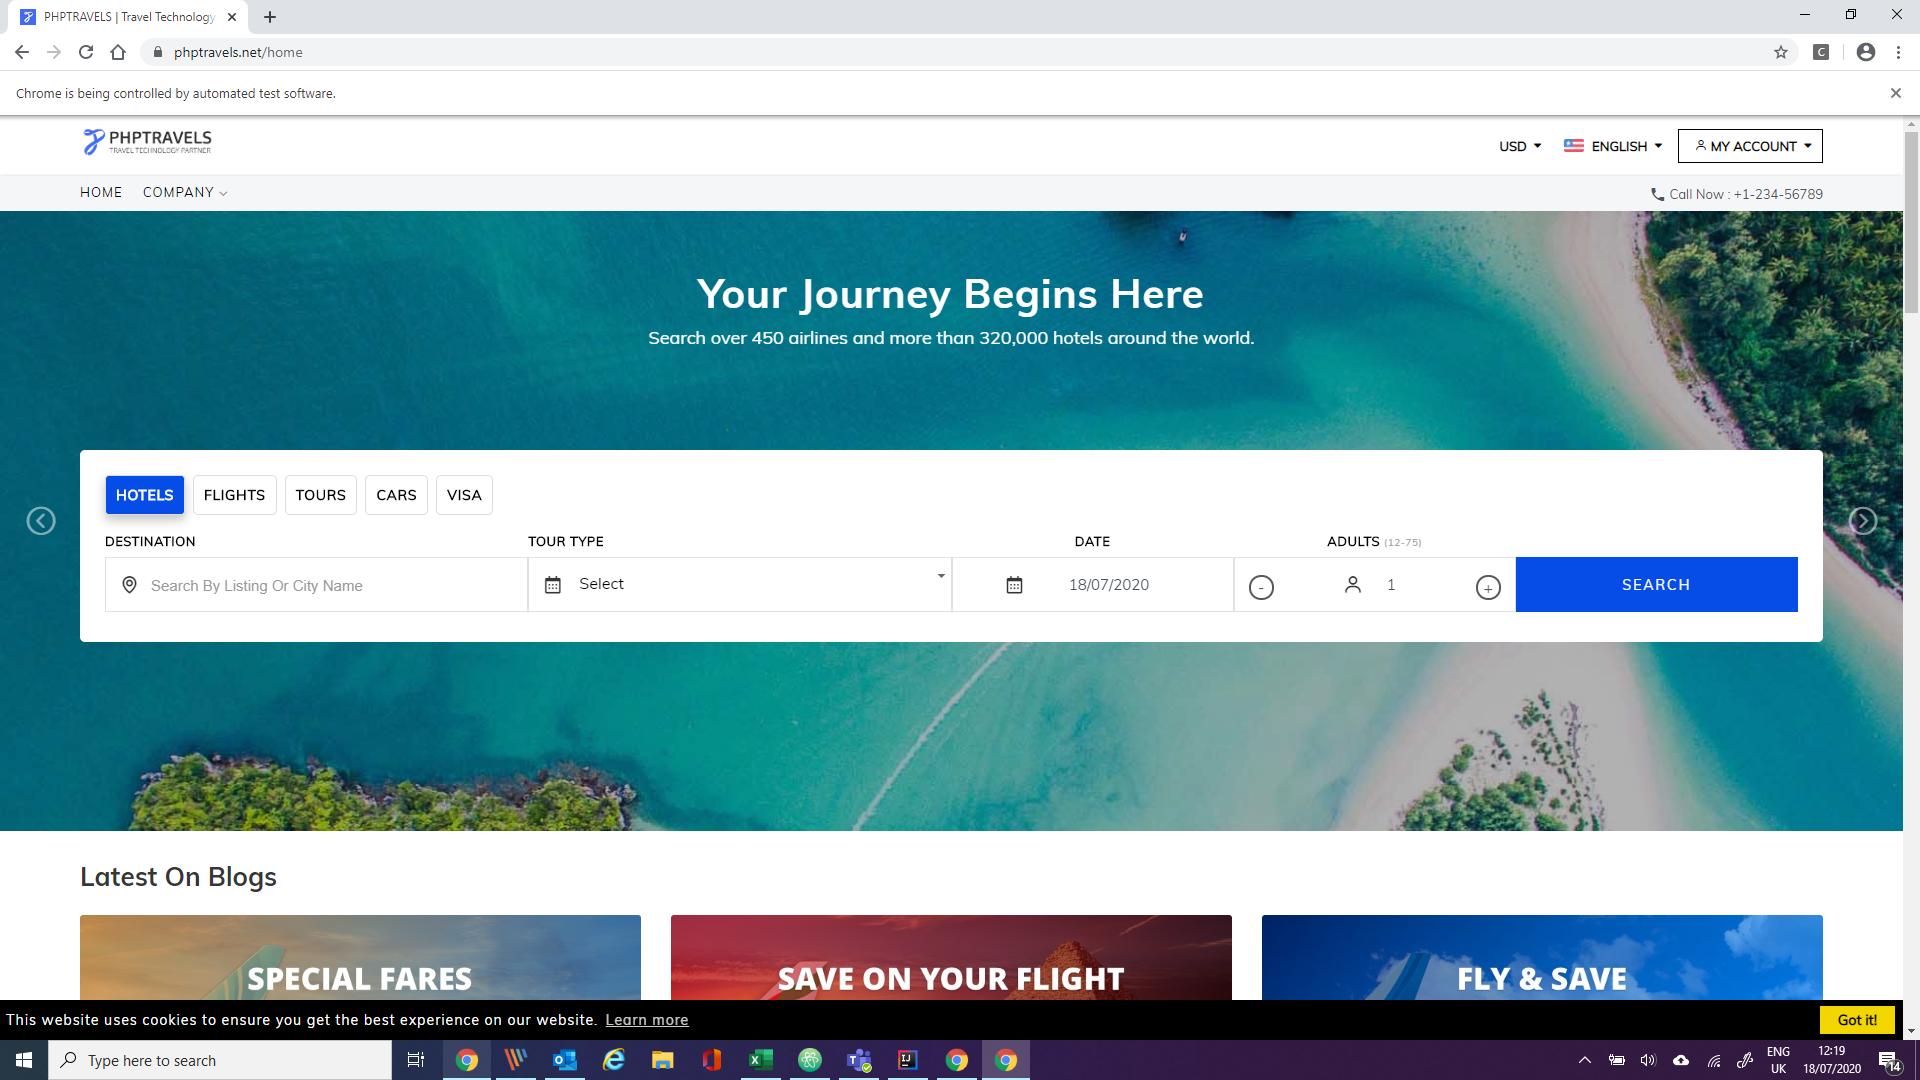 PHPTRAVELS | Travel Technology
phptravels.net/home
Chrome is being controlled by automated test software.
PHPTRAVELS
TRAVEL TECHNOLOGY PARTNER
USD
ENGLISH
MY ACCOUNT
HOME
COMPANY
Call Now : +1-234-56789
Your Journey Begins Here
Search over 450 airlines and more than 320,000 hotels around the world.
HOTELS
FLIGHTS
TOURS
CARS
VISA
DESTINATION
TOUR TYPE
DATE
ADULTS (12-75)
Search By Listing Or City Name
Select
18/07/2020
-
1
+
SEARCH
Latest On Blogs
SPECIAL FARES
SAVE ON YOUR FLIGHT
FLY & SAVE
This website uses cookies to ensure you get the best experience on our website. Learn more
Got it!
Type here to search
ENG
UK
12:19
18/07/2020
14